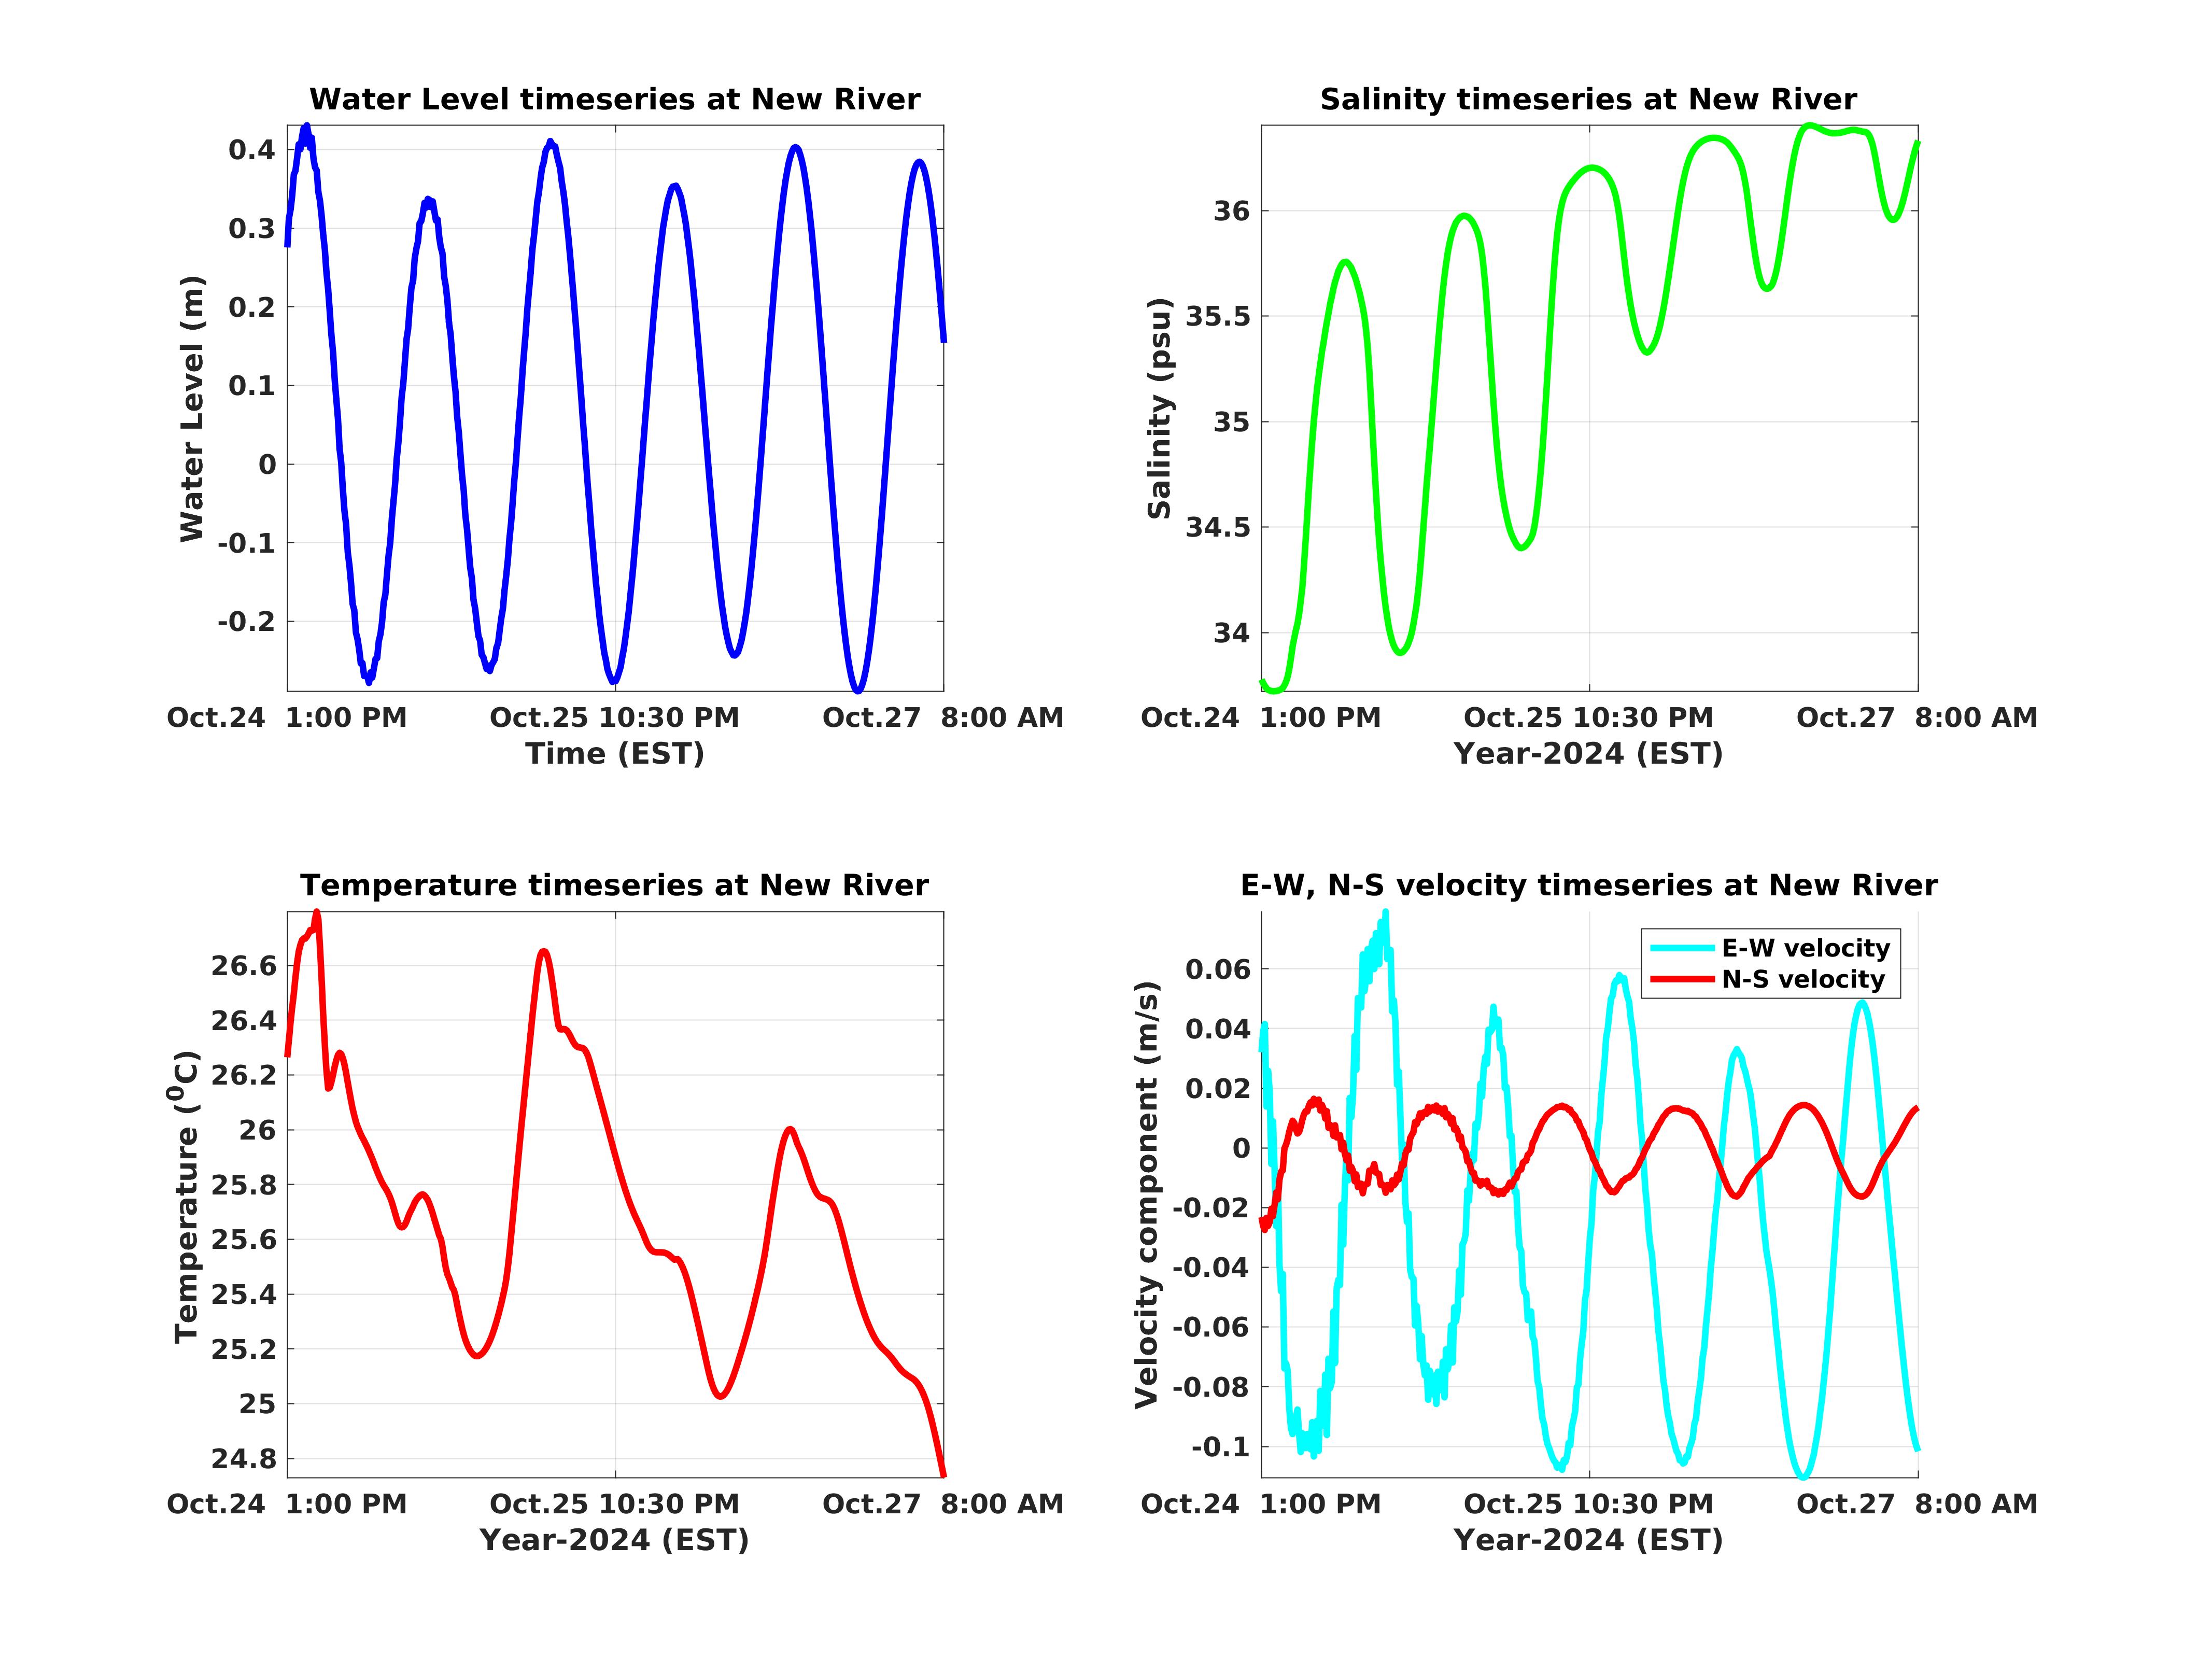 Water Level timeseries at New River
0.4
0.3
0.2
0.1
0
-0.1
-0.2
Water Level (m)
Oct.24 1:00 PM
Oct.25 10:30 PM
Oct.27 8:00 AM
Time (EST)
Salinity timeseries at New River
36
35.5
35
34.5
34
Salinity (psu)
Oct.24 1:00 PM
Oct.25 10:30 PM
Oct.27 8:00 AM
Year-2024 (EST)
Temperature timeseries at New River
26.6
26.4
26.2
26
25.8
25.6
25.4
25.2
25
24.8
Temperature (⁰C)
Oct.24 1:00 PM
Oct.25 10:30 PM
Oct.27 8:00 AM
Year-2024 (EST)
E-W, N-S velocity timeseries at New River
E-W velocity
N-S velocity
0.06
0.04
0.02
0
-0.02
-0.04
-0.06
-0.08
-0.1
Velocity component (m/s)
Oct.24 1:00 PM
Oct.25 10:30 PM
Oct.27 8:00 AM
Year-2024 (EST)